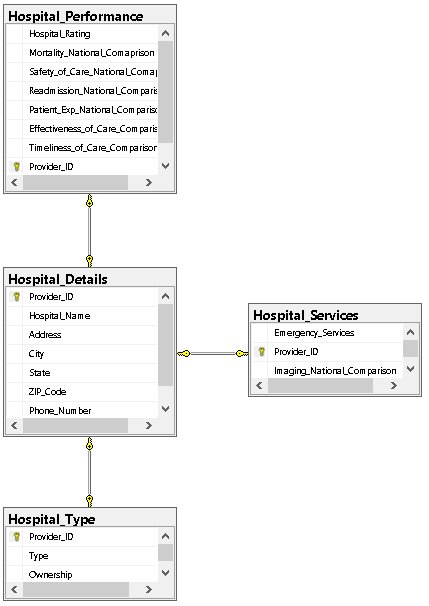 Hospital_Performance
Hospital_Rating
Mortality_National_Comaprison
Safety_of_Care_National_Comap
Readmission_National_Comparis
Patient_Exp_National_Comparisor
Effectiveness_of_Care_Comparis
Timeliness_of_Care_Comparison
Provider_ID
Hospital_Details
Provider_ID
Hospital_Name
Address
City
State
ZIP_Code
Phone_Number
Hospital_Services
Emergency_Services
Provider_ID
Imaging_National_Comparison
Hospital_Type
Provider_ID
Type
Ownership